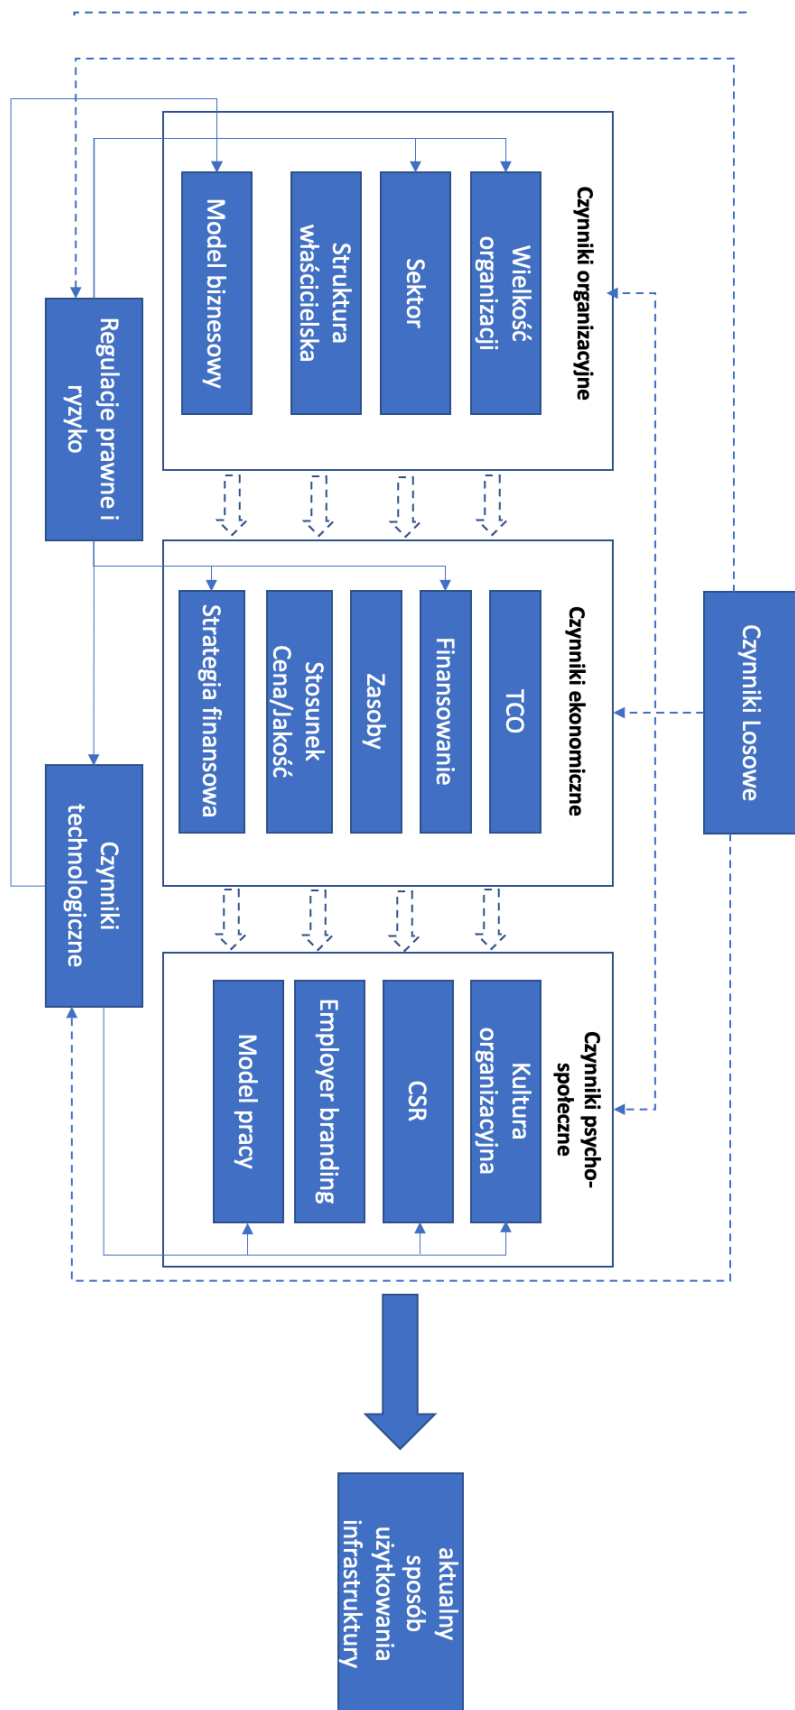 Czynniki Losowe
Czynniki organizacyjne
Wielkość
organizacji
Sektor
Struktura
właścicielska
Model biznesowy
Czynniki ekonomiczne
TCO
Finansowanie
Zasoby
Stosunek
Cena/Jakość
Strategia finansowa
Czynniki psycho-
społeczne
Kultura
organizacyjna
CSR
Employer branding
Model pracy
Regulacje prawne i
ryzyko
Czynniki
technologiczne
aktualny
sposób
użytkowania
infrastruktury